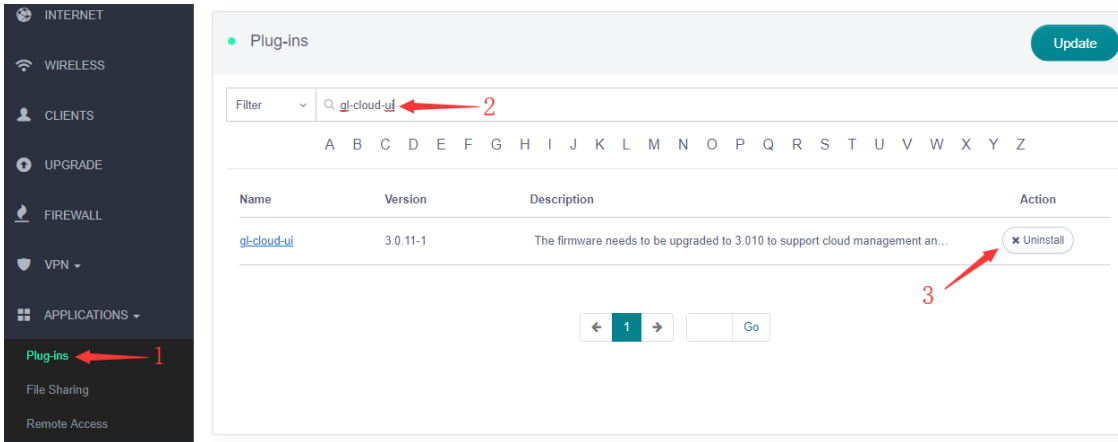 INTERNET
WIRELESS
CLIENTS
UPGRADE
FIREWALL
VPN
APPLICATIONS
Plug-ins
1
File Sharing
Remote Access
Plug-ins
Update
Filter
gl-cloud-ui
2
A B C D E F G H I J K L M N O P Q R S T U V W X Y Z
Name Version Description Action
gl-cloud-ui 3.0.11-1 The firmware needs to be upgraded to 3.010 to support cloud management an... Uninstall
3
1 Go